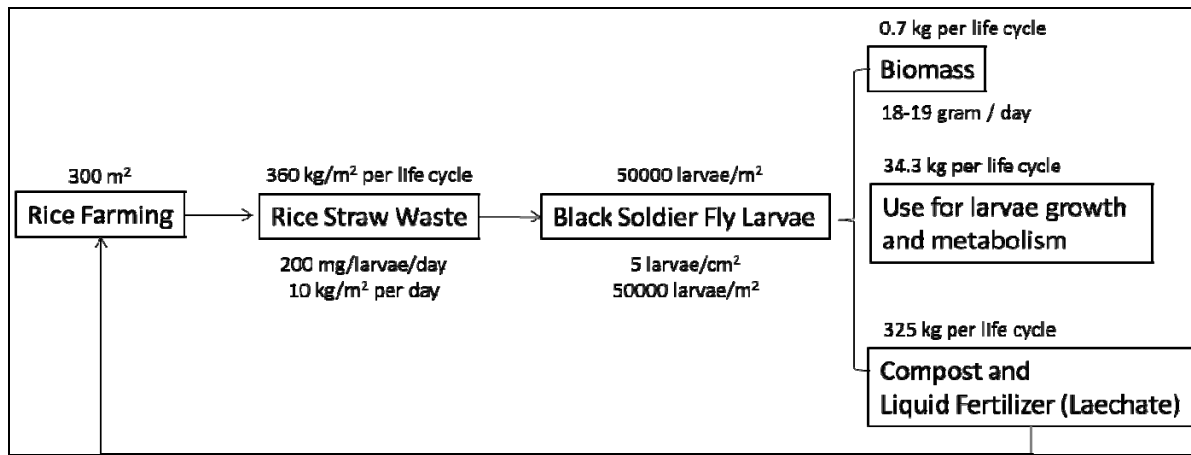 300 m²
Rice Farming
360 kg/m² per life cycle
Rice Straw Waste
200 mg/larvae/day
10 kg/m² per day
50000 larvae/m²
Black Soldier Fly Larvae
5 larvae/cm²
50000 larvae/m²
0.7 kg per life cycle
Biomass
18-19 gram / day
34.3 kg per life cycle
Use for larvae growth
and metabolism
325 kg per life cycle
Compost and
Liquid Fertilizer (Laechate)